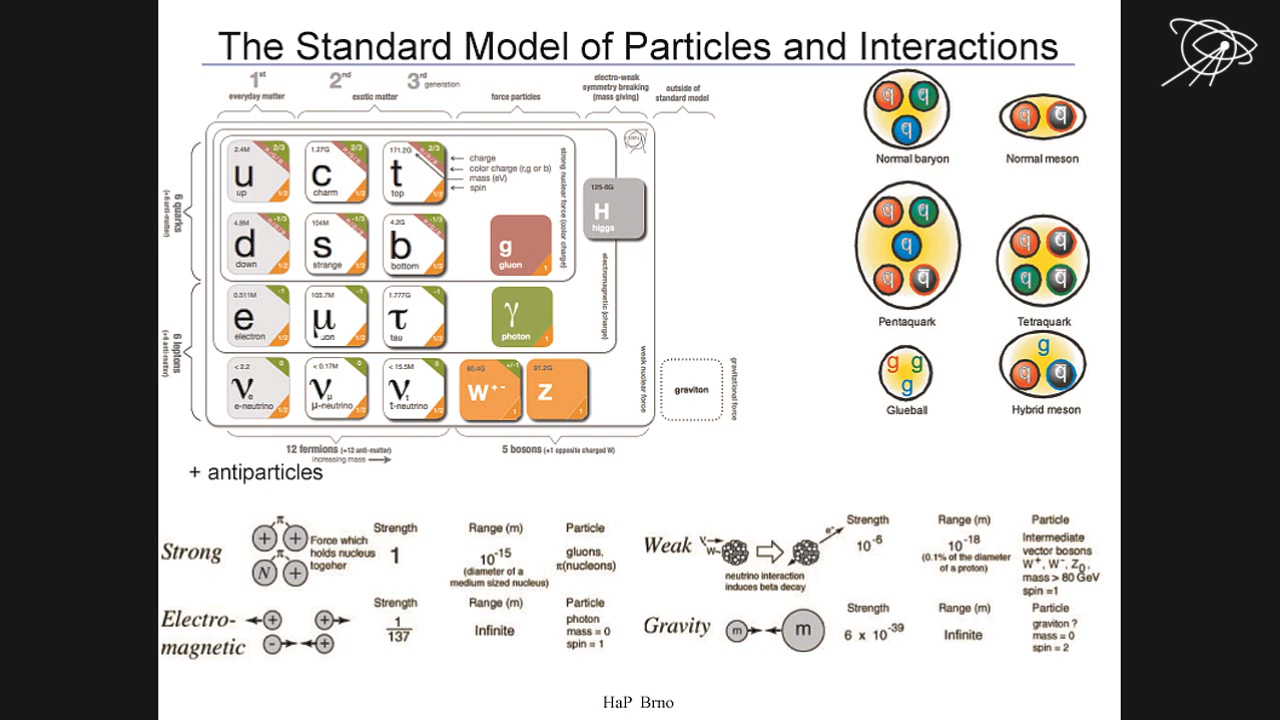 The Standard Model of Particles and Interactions
1st
2nd
3rd generation
everyday matter
exotic matter
force particles
electro-weak
symmetry breaking
(mass giving)
outside of
standard model
6 quarks
(+6 anti-matter)
2.4M 2/3
u
up 1/2
1.27G 2/3
c
charm 1/2
171.2G 2/3
t
top 1/2
charge
color charge (r,g or b)
mass (eV)
spin
4.8M -1/3
d
down 1/2
104M -1/3
s
strange 1/2
4.2G -1/3
b
bottom 1/2
g
gluon 1
strong nuclear force (color charge)
H
higgs
6 leptons
(+6 anti-matter)
0.511M -1
e
electron 1/2
105.7M -1
μ
1/2
1.777G -1
τ
tau 1/2
γ
photon 1
electromagnetic (charge)
< 2.2 0
νe
e-neutrino 1/2
< 0.17M 0
νμ
μ-neutrino 1/2
< 15.5M 0
νt
t-neutrino 1/2
80.4G +/-1
W+-
1
91.2G
Z
1
weak nuclear force
graviton
gravitational force
12 fermions (+12 anti-matter)
increasing mass
5 bosons (+1 opposite charged W)
+ antiparticles
q q q
Normal baryon
q q̄
Normal meson
q q q q q̄
Pentaquark
q q̄ q q̄
Tetraquark
g g g
Glueball
g q q̄
Hybrid meson
Strong
π
+ +
π
N +
Force which
holds nucleus
togeher
Strength
1
Range (m)
10-15
(diameter of a
medium sized nucleus)
Particle
gluons,
π(nucleons)
Electro-
magnetic
+ +
- +
Strength
1
137
Range (m)
Infinite
Particle
photon
mass = 0
spin = 1
Weak
ν
W-
e-
neutrino interaction
induces beta decay
Strength
10-6
Range (m)
10-18
(0.1% of the diameter
of a proton)
Particle
Intermediate
vector bosons
W+, W-, Z0,
mass > 80 GeV
spin =1
Gravity
m
m
Strength
6 x 10-39
Range (m)
Infinite
Particle
graviton ?
mass = 0
spin = 2
HaP Brno